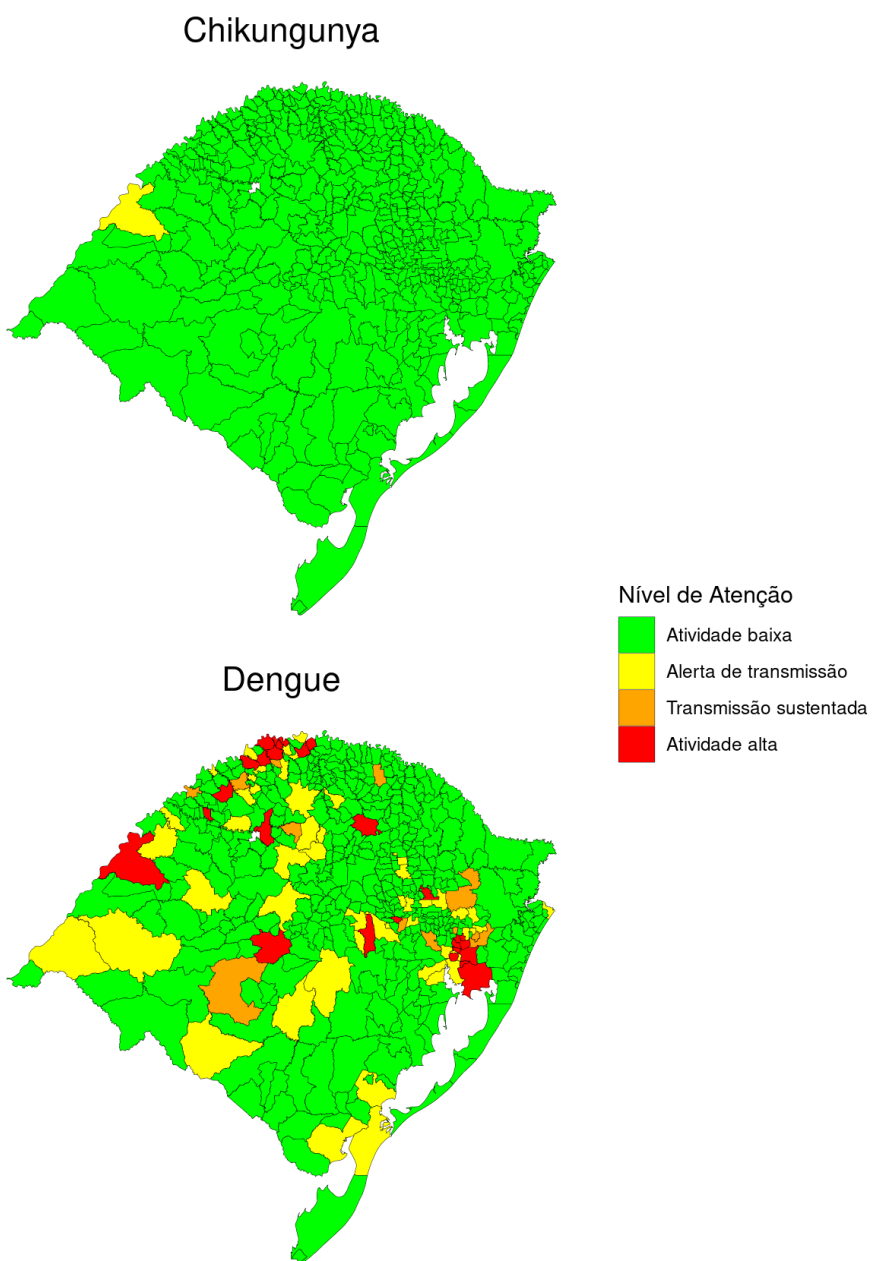 Chikungunya
Nível de Atenção
Atividade baixa
Alerta de transmissão
Transmissão sustentada
Atividade alta
Dengue